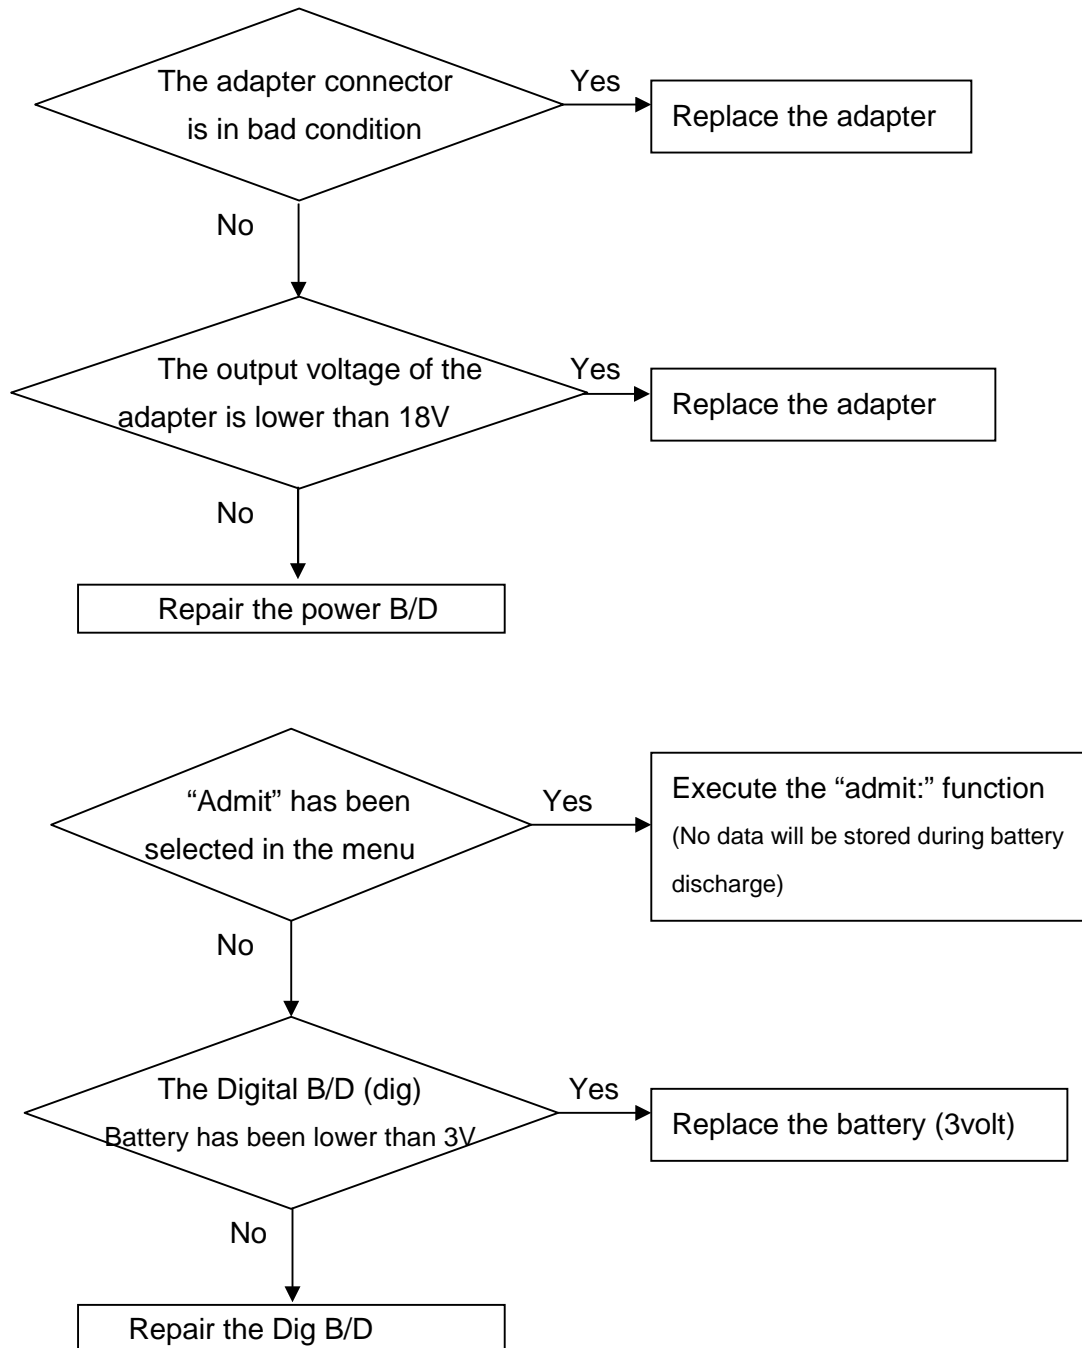 The adapter connector
is in bad condition
Yes
Replace the adapter
No
The output voltage of the
adapter is lower than 18V
Yes
Replace the adapter
No
Repair the power B/D
“Admit” has been
selected in the menu
Yes
Execute the “admit:” function
(No data will be stored during battery
discharge)
No
The Digital B/D (dig)
Battery has been lower than 3V
Yes
Replace the battery (3volt)
No
Repair the Dig B/D